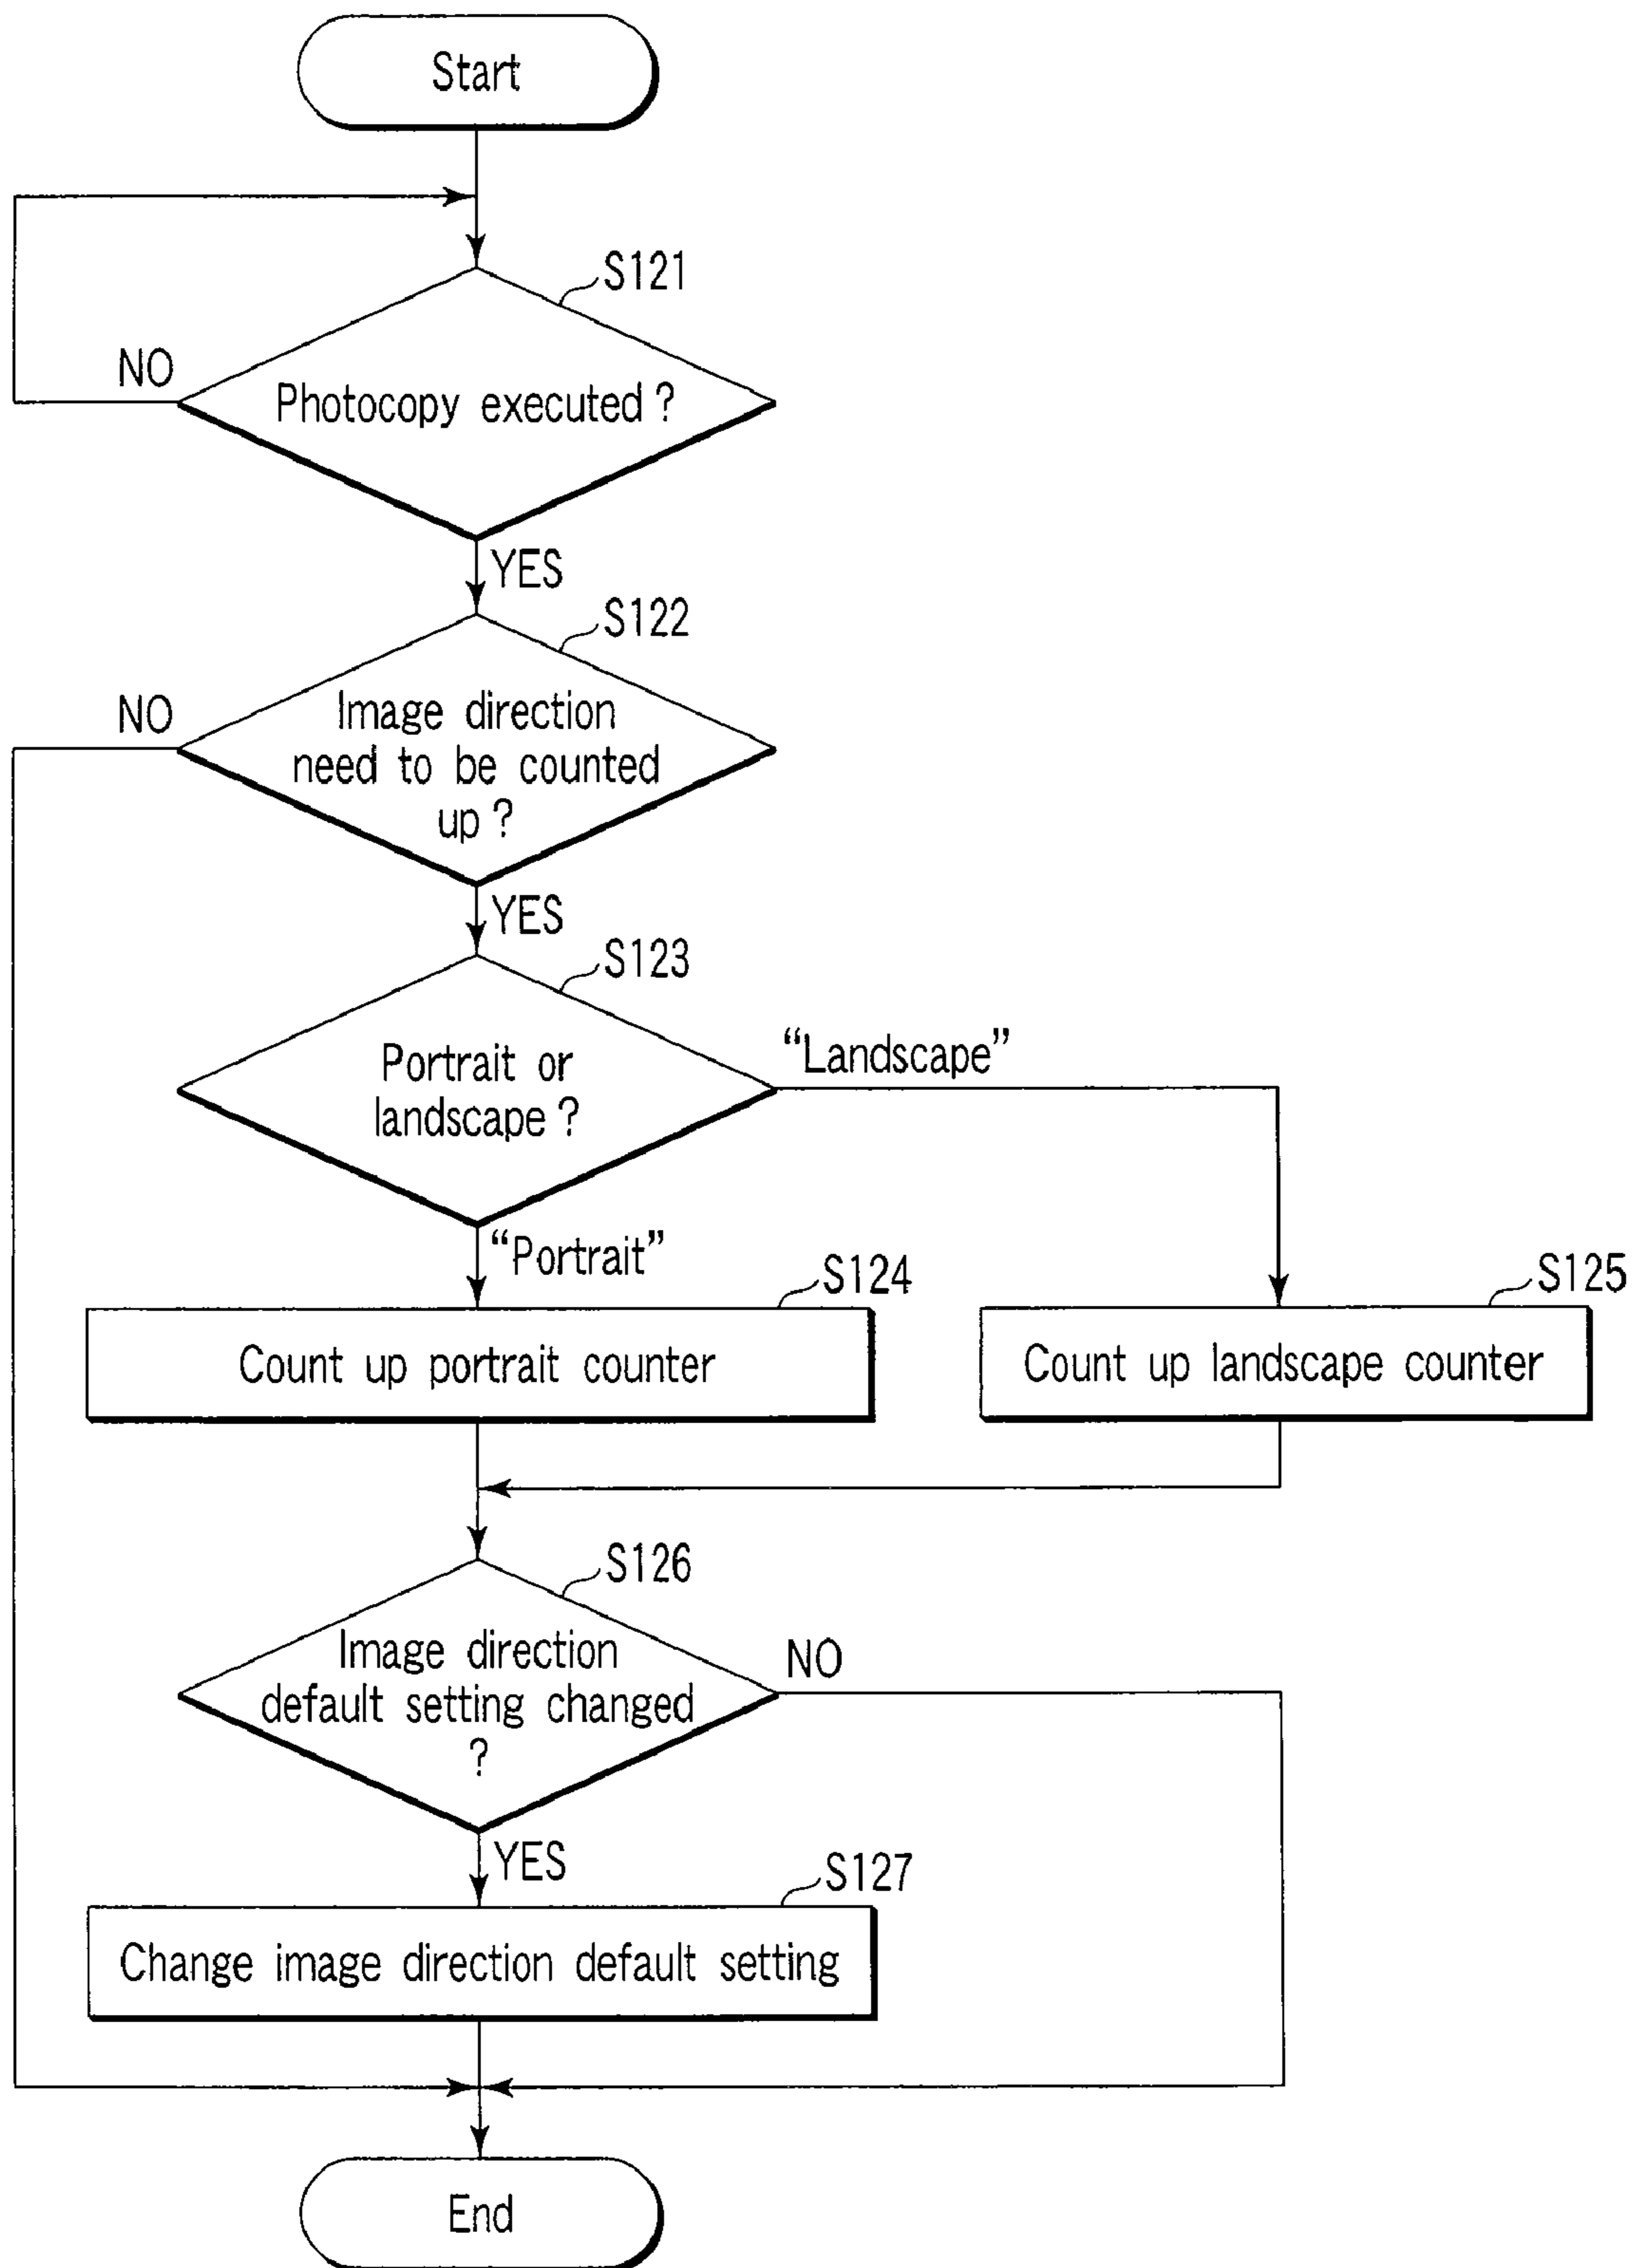 Start
S121
NO
Photocopy executed ?
YES
S122
NO
Image direction
need to be counted
up ?
YES
S123
Portrait or
landscape ?
“Landscape”
“Portrait”
S124
Count up portrait counter
S125
Count up landscape counter
S126
Image direction
default setting changed
?
NO
YES
S127
Change image direction default setting
End